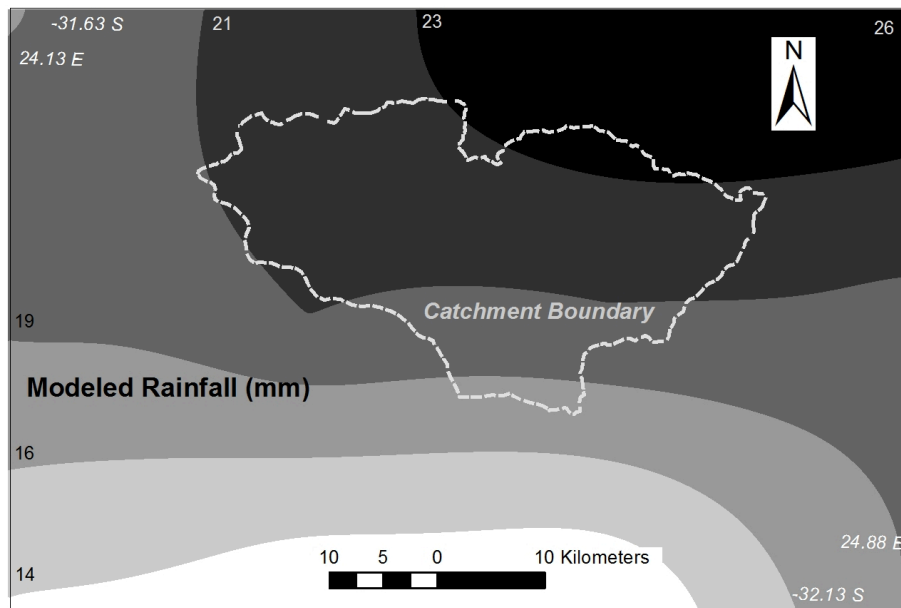 -31.63 S
24.13 E
21
23
26
N
19
Catchment Boundary
Modeled Rainfall (mm)
16
14
24.88 E
10 5 0 10 Kilometers
-32.13 S